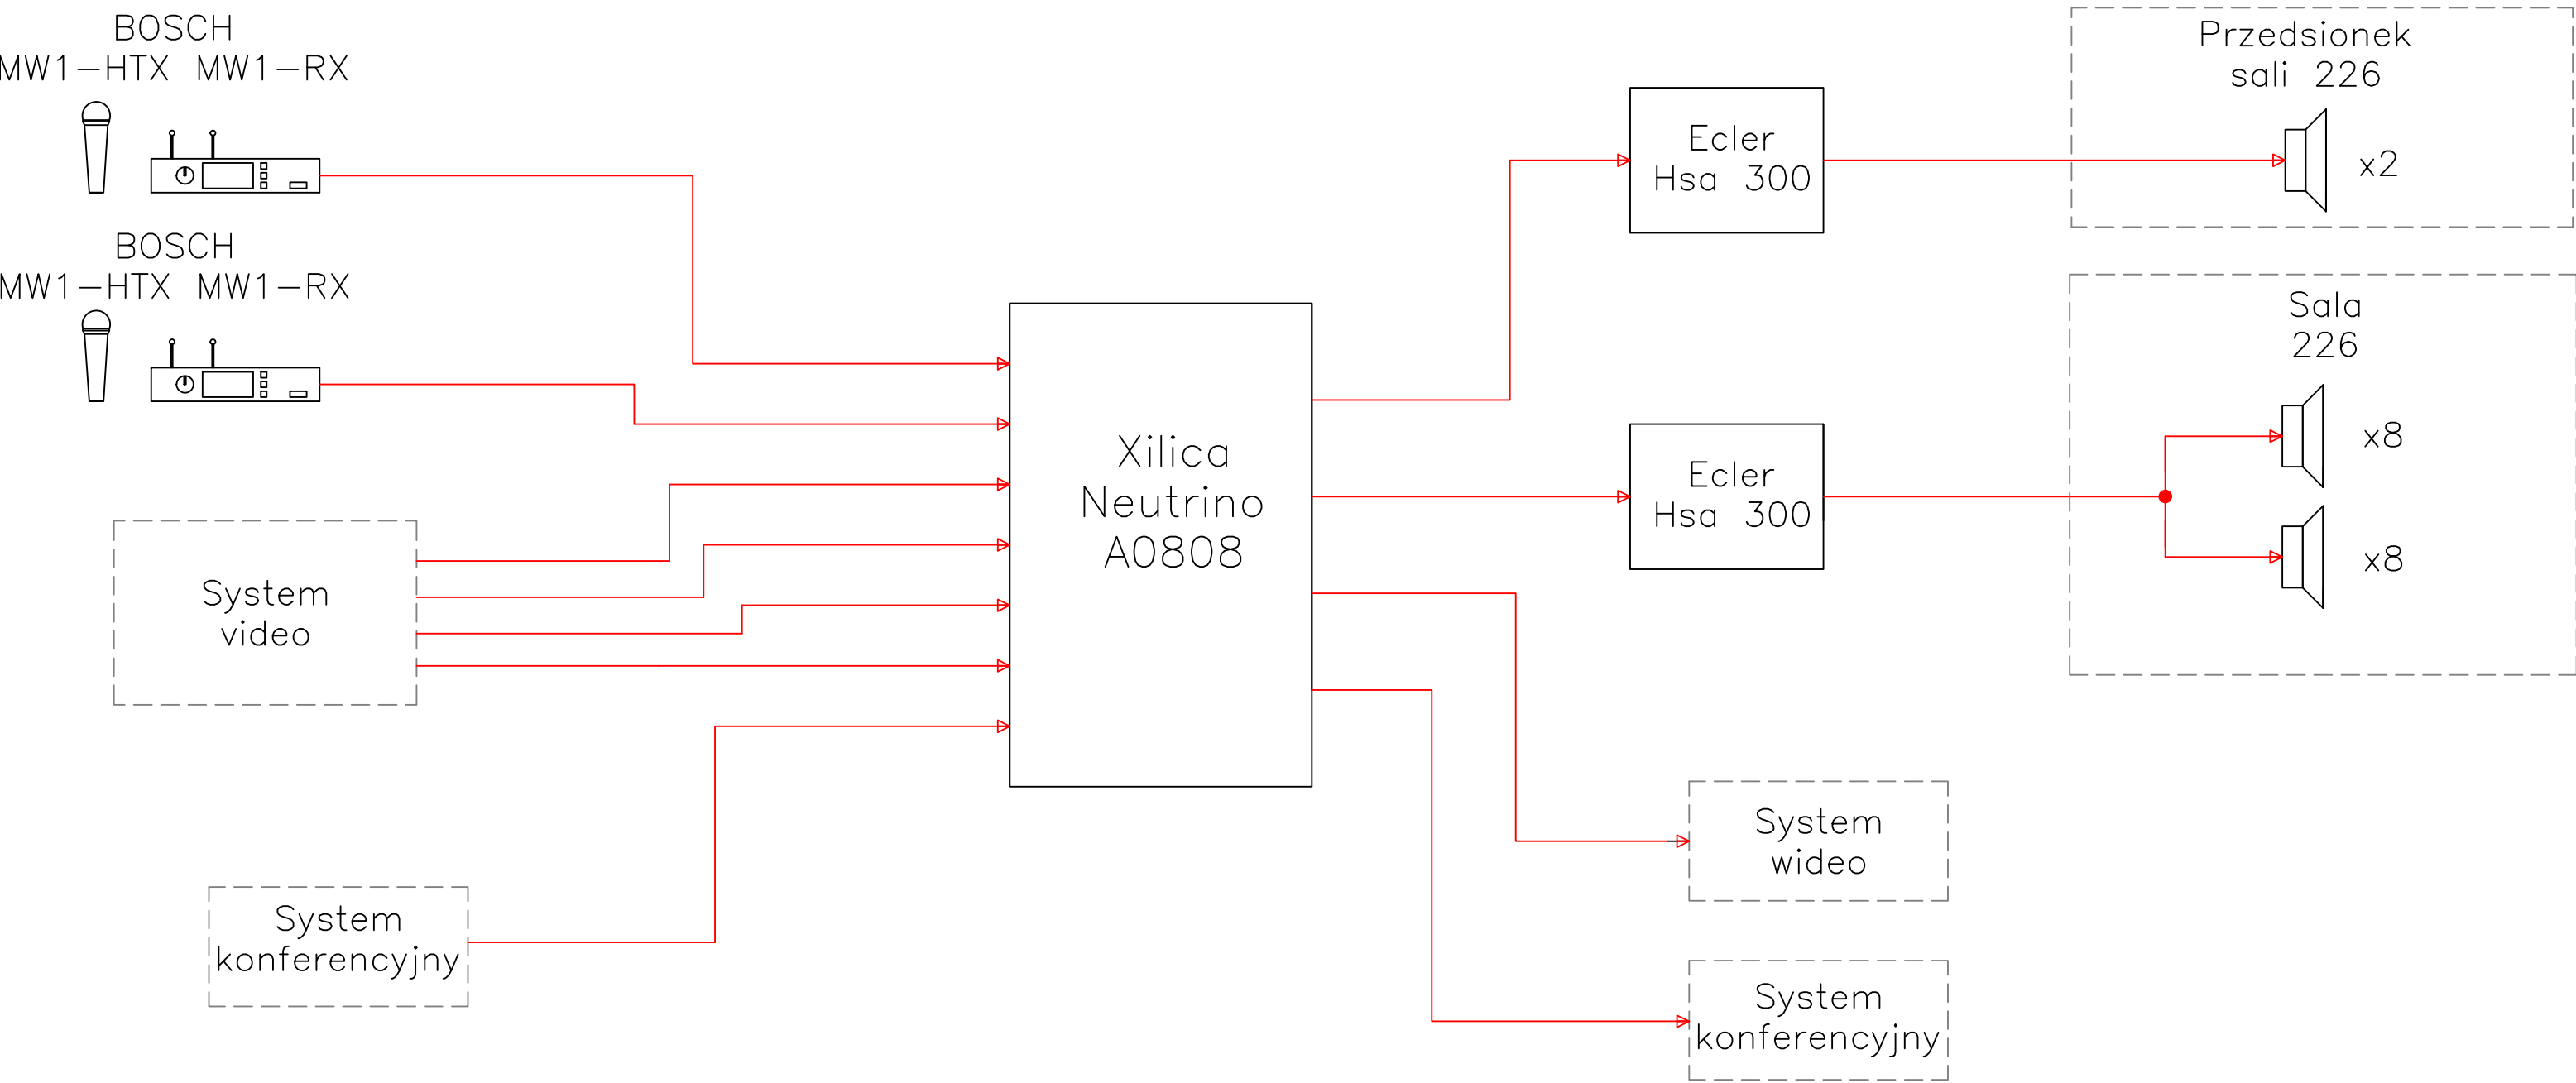 BOSCH
MW1-HTX MW1-RX
BOSCH
MW1-HTX MW1-RX
System
video
System
konferencyjny
Xilica
Neutrino
A0808
Ecler
Hsa 300
Ecler
Hsa 300
System
wideo
System
konferencyjny
Przedsionek
sali 226
x2
Sala
226
x8
x8